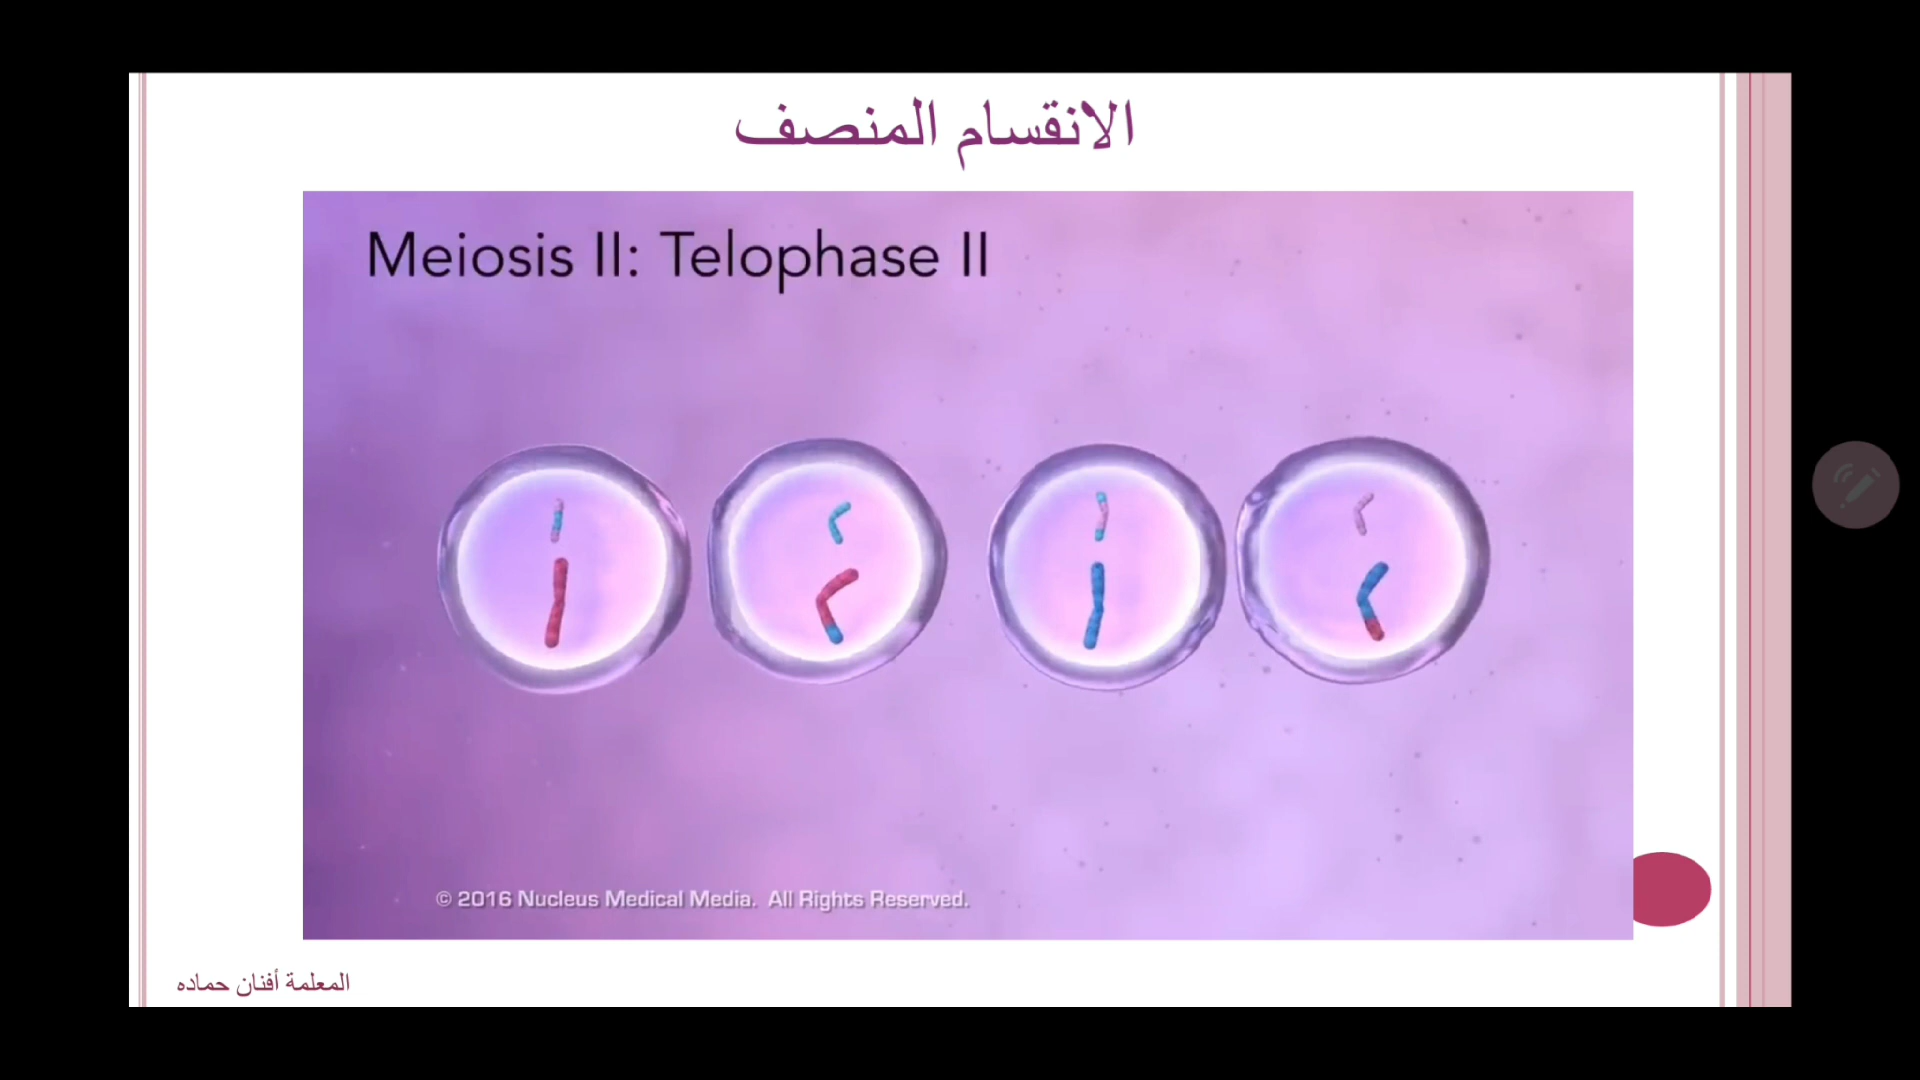 الانقسام المنصف
Meiosis II: Telophase II
© 2016 Nucleus Medical Media. All Rights Reserved.
المعلمة أفنان حماده